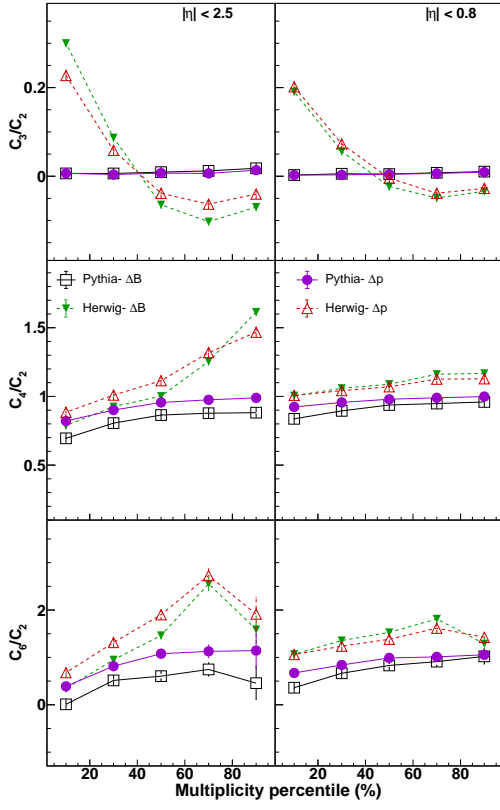 |η| < 2.5 |η| < 0.8
C₃/C₂
0.2
0
Pythia- ΔB Pythia- Δp
Herwig- ΔB Herwig- Δp
C₄/C₂
1.5
1
0.5
C₆/C₂
2
0
20 40 60 80 20 40 60 80
Multiplicity percentile (%)